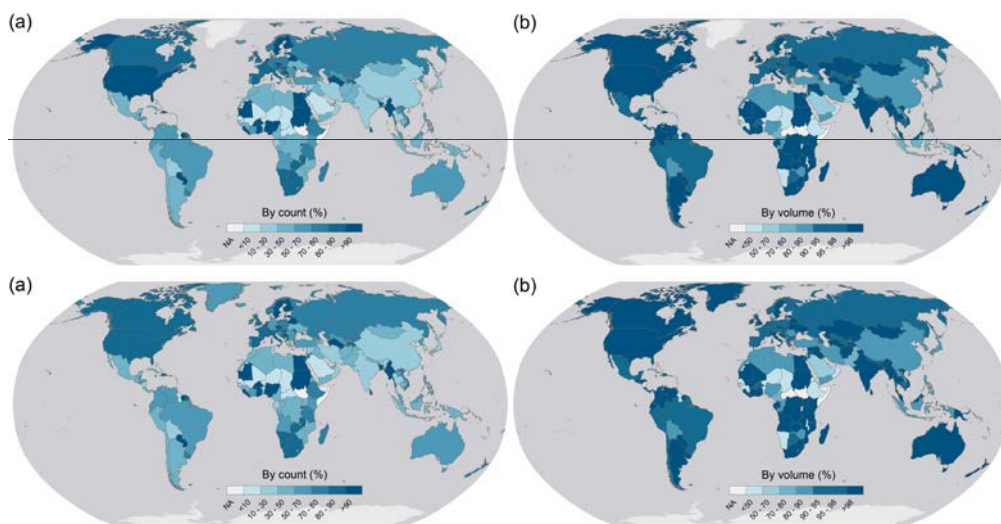 (a)
(b)
By count (%)
NA <10 10 - 30 30 - 50 50 - 70 70 - 80 80 - 90 >90
By volume (%)
NA <50 50 - 70 70 - 80 80 - 90 90 - 95 95 - 98 >98
(a)
(b)
By count (%)
NA <10 10 - 30 30 - 50 50 - 70 70 - 80 80 - 90 >90
By volume (%)
NA <50 50 - 70 70 - 80 80 - 90 90 - 95 95 - 98 >98